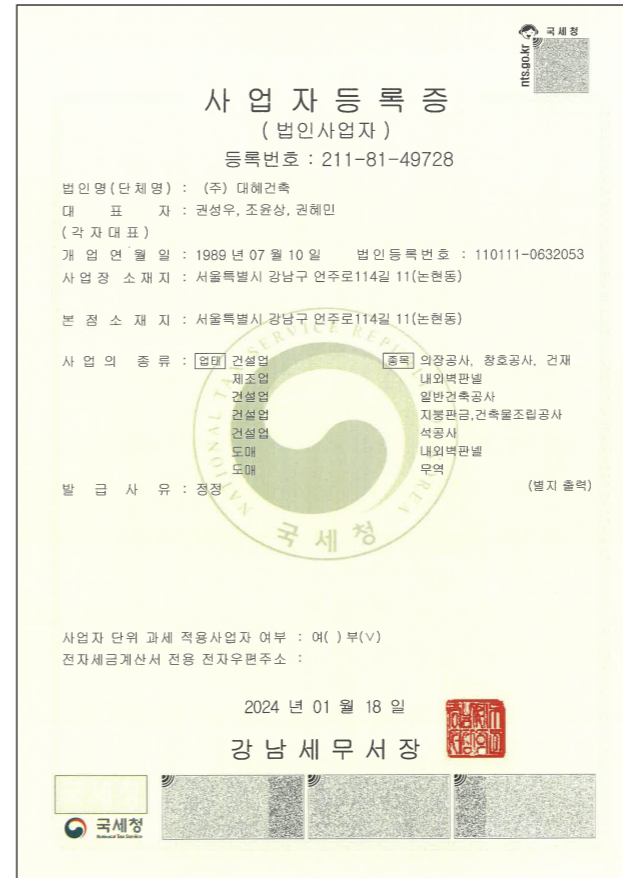 국세청
nts.go.kr
사업자등록증
( 법인사업자 )
등록번호 : 211-81-49728
법인명(단체명) : (주) 대혜건축
대 표 자 : 권성우, 조윤상, 권혜민
(각자대표)
개 업 연 월 일 : 1989 년 07 월 10 일 법인등록번호 : 110111-0632053
사업장 소재지 : 서울특별시 강남구 언주로114길 11(논현동)
본 점 소 재 지 : 서울특별시 강남구 언주로114길 11(논현동)
사 업 의 종 류 : 업태 건설업 종목 의장공사, 창호공사, 건재
제조업 내외벽판넬
건설업 일반건축공사
건설업 지붕판금,건축물조립공사
건설업 석공사
도매 내외벽판넬
도매 무역
발 급 사 유 : 정정 (별지 출력)
NATIONAL TAX SERVICE REPUBLIC OF KOREA
국세청
사업자 단위 과세 적용사업자 여부 : 여( ) 부(∨)
전자세금계산서 전용 전자우편주소 :
2024 년 01 월 18 일
강남세무서장
국세청
National Tax Service